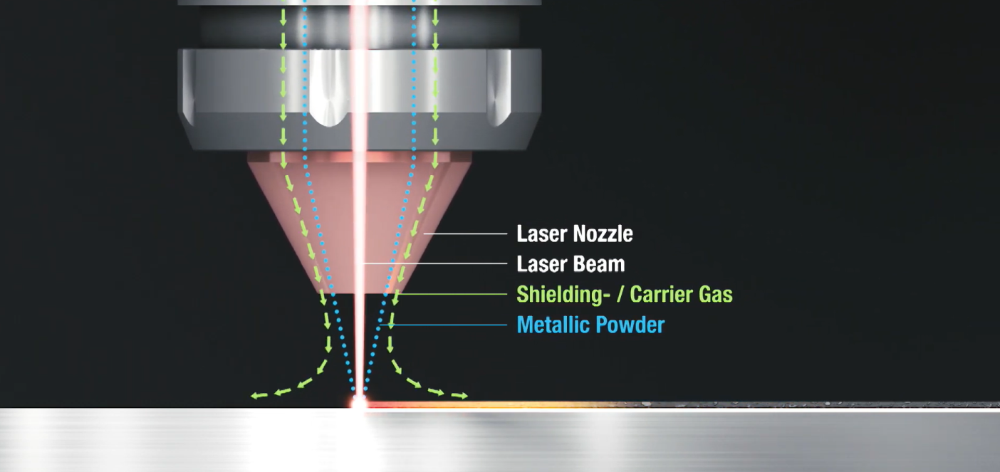 Laser Nozzle
Laser Beam
Shielding- / Carrier Gas
Metallic Powder